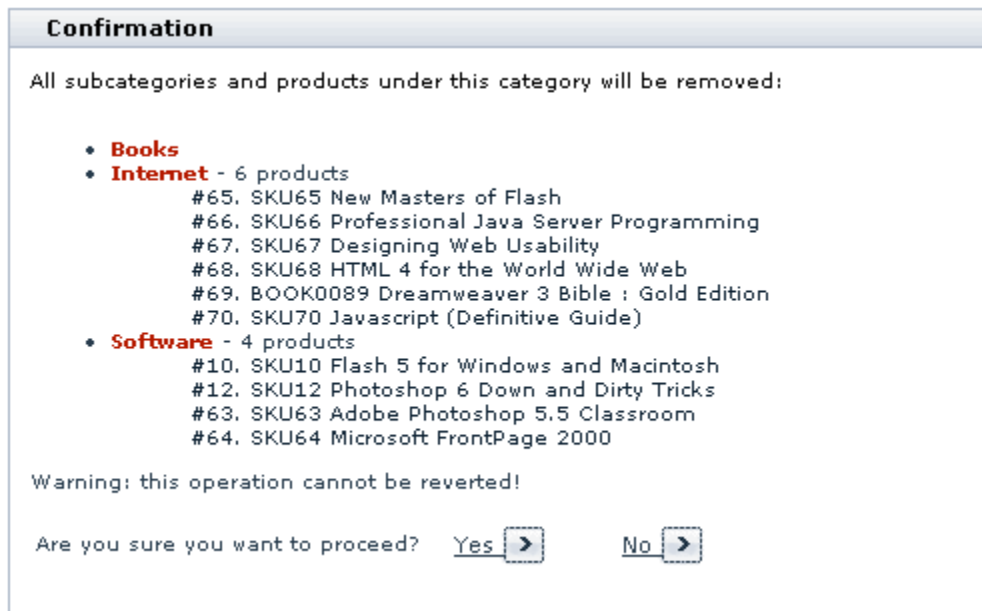 Confirmation
All subcategories and products under this category will be removed:
• Books
• Internet - 6 products
#65. SKU65 New Masters of Flash
#66. SKU66 Professional Java Server Programming
#67. SKU67 Designing Web Usability
#68. SKU68 HTML 4 for the World Wide Web
#69. BOOK0089 Dreamweaver 3 Bible : Gold Edition
#70. SKU70 Javascript (Definitive Guide)
• Software - 4 products
#10. SKU10 Flash 5 for Windows and Macintosh
#12. SKU12 Photoshop 6 Down and Dirty Tricks
#63. SKU63 Adobe Photoshop 5.5 Classroom
#64. SKU64 Microsoft FrontPage 2000
Warning: this operation cannot be reverted!
Are you sure you want to proceed? Yes > No >